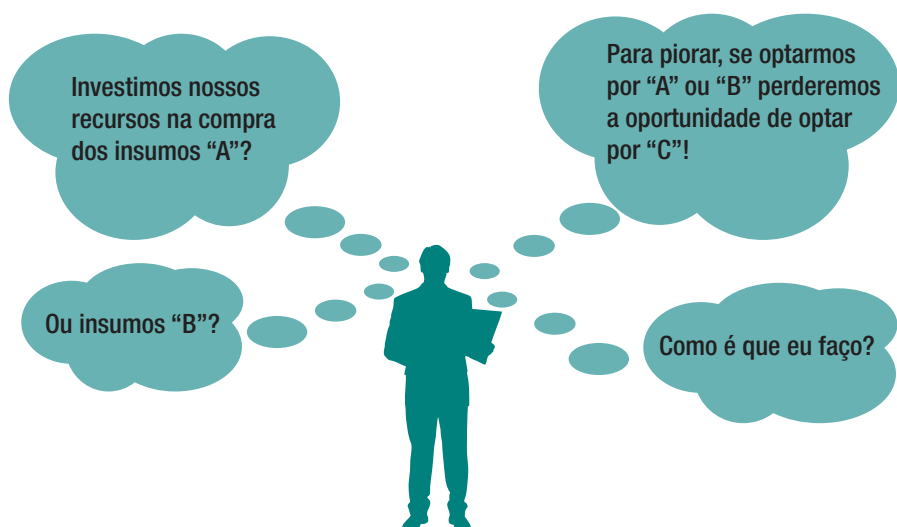 Investimos nossos
recursos na compra
dos insumos “A”?
Ou insumos “B”?
Para piorar, se optarmos
por “A” ou “B” perderemos
a oportunidade de optar
por “C”!
Como é que eu faço?